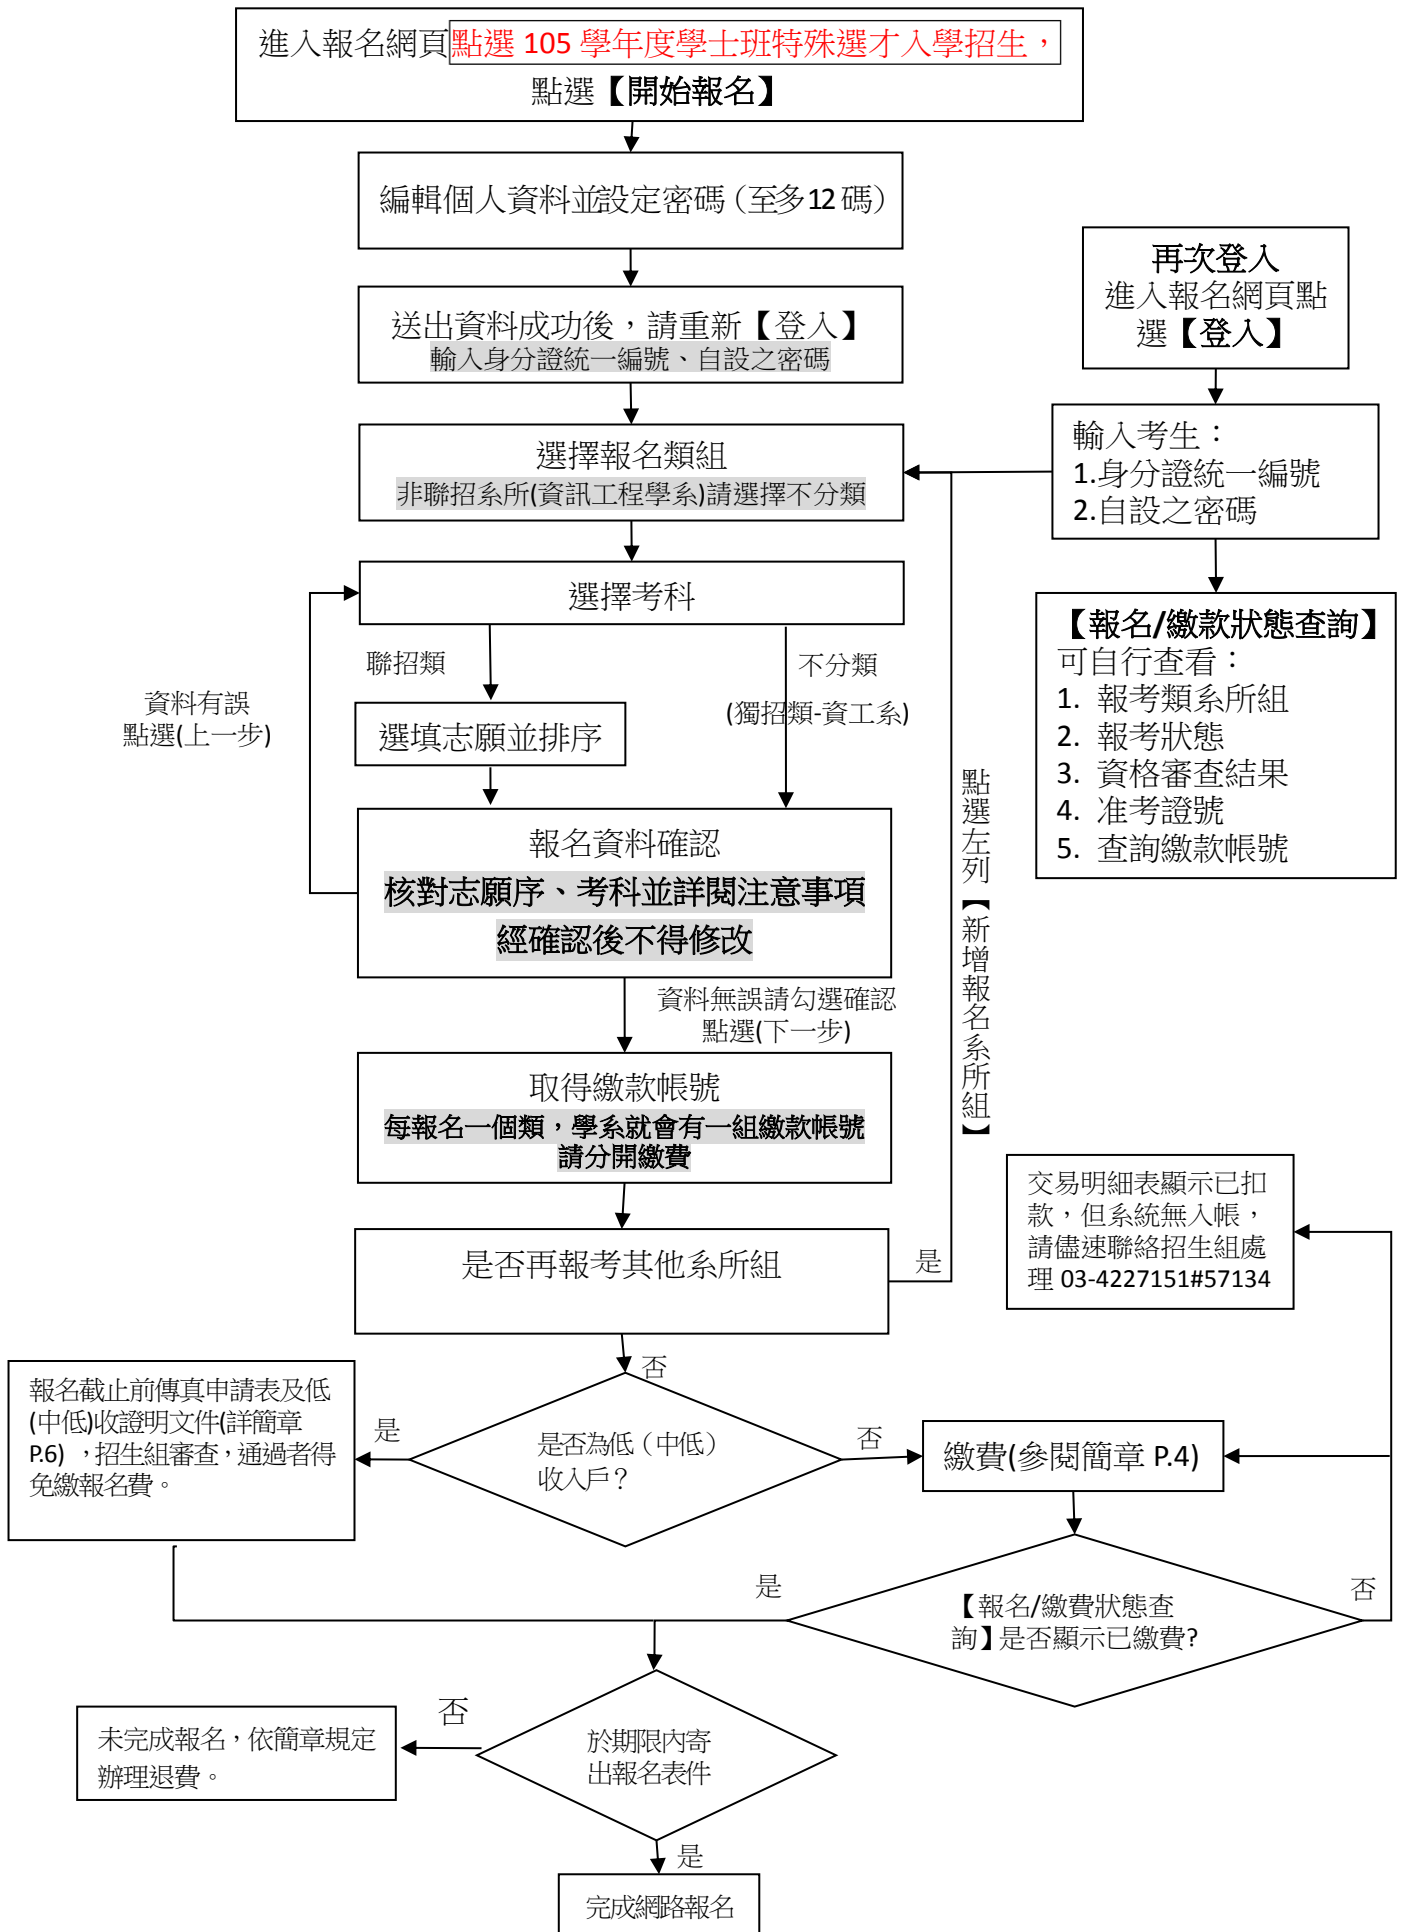 進入報名網頁點選 105 學年度學士班特殊選才入學招生，
點選【開始報名】
編輯個人資料並設定密碼（至多12 碼）
送出資料成功後，請重新【登入】
輸入身分證統一編號、自設之密碼
再次登入
進入報名網頁點
選【登入】
選擇報名類組
非聯招系所(資訊工程學系)請選擇不分類
輸入考生：
1.身分證統一編號
2.自設之密碼
選擇考科
聯招類
不分類
(獨招類-資工系)
資料有誤
點選(上一步)
選填志願並排序
【報名/繳款狀態查詢】
可自行查看：
1. 報考類系所組
2. 報考狀態
3. 資格審查結果
4. 准考證號
5. 查詢繳款帳號
報名資料確認
核對志願序、考科並詳閱注意事項
經確認後不得修改
點選左列【新增報名系所組】
資料無誤請勾選確認
點選(下一步)
取得繳款帳號
每報名一個類，學系就會有一組繳款帳號
請分開繳費
是否再報考其他系所組
是
交易明細表顯示已扣
款，但系統無入帳，
請儘速聯絡招生組處
理 03-4227151#57134
否
報名截止前傳真申請表及低
(中低)收證明文件(詳簡章
P.6) ，招生組審查，通過者得
免繳報名費。
是
是否為低（中低）
收入戶？
否
繳費(參閱簡章 P.4)
是
【報名/繳費狀態查
詢】是否顯示已繳費?
否
未完成報名，依簡章規定
辦理退費。
否
於期限內寄
出報名表件
是
完成網路報名